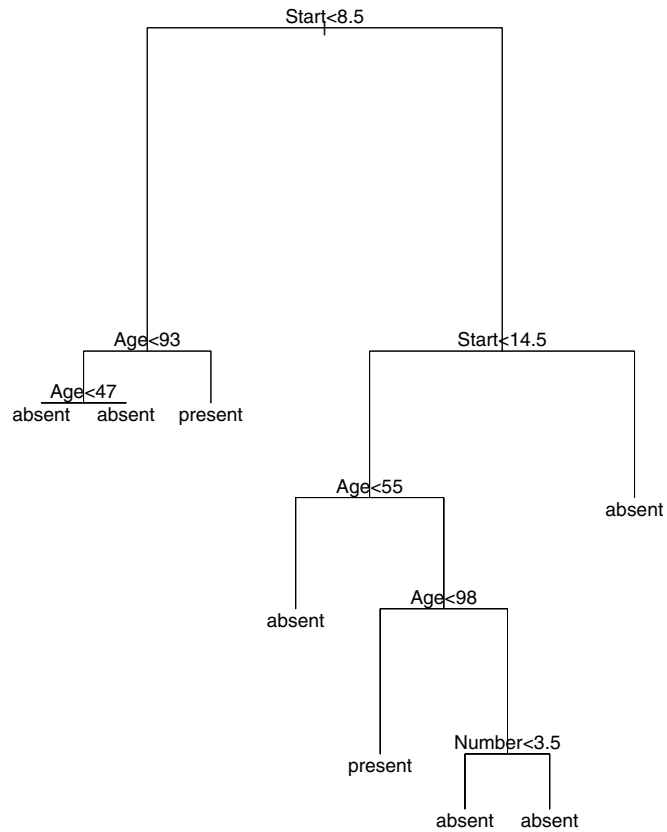 Start<8.5
Age<93
Start<14.5
Age<47
absent absent present
Age<55
absent
Age<98
absent
Number<3.5
present
absent absent